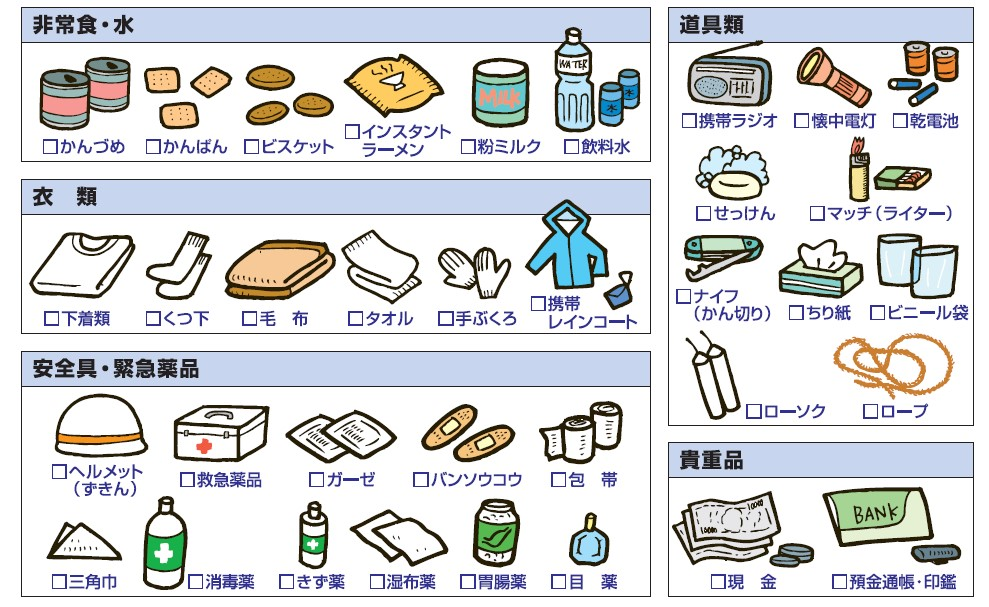 非常食・水
WATER
MILK
水
水
□かんづめ
□かんぱん
□ビスケット
□インスタント
ラーメン
□粉ミルク
□飲料水
衣　類
□下着類
□くつ下
□毛　布
□タオル
□手ぶくろ
□携帯
レインコート
安全具・緊急薬品
□ヘルメット
（ずきん）
□救急薬品
□ガーゼ
□バンソウコウ
□包　帯
□三角巾
□消毒薬
□きず薬
□湿布薬
□胃腸薬
□目　薬
道具類
□携帯ラジオ
□懐中電灯
□乾電池
□せっけん
□マッチ（ライター）
□ナイフ
（かん切り）
□ちり紙
□ビニール袋
□ローソク
□ロープ
貴重品
10000
10000
BANK
□現　金
□預金通帳・印鑑